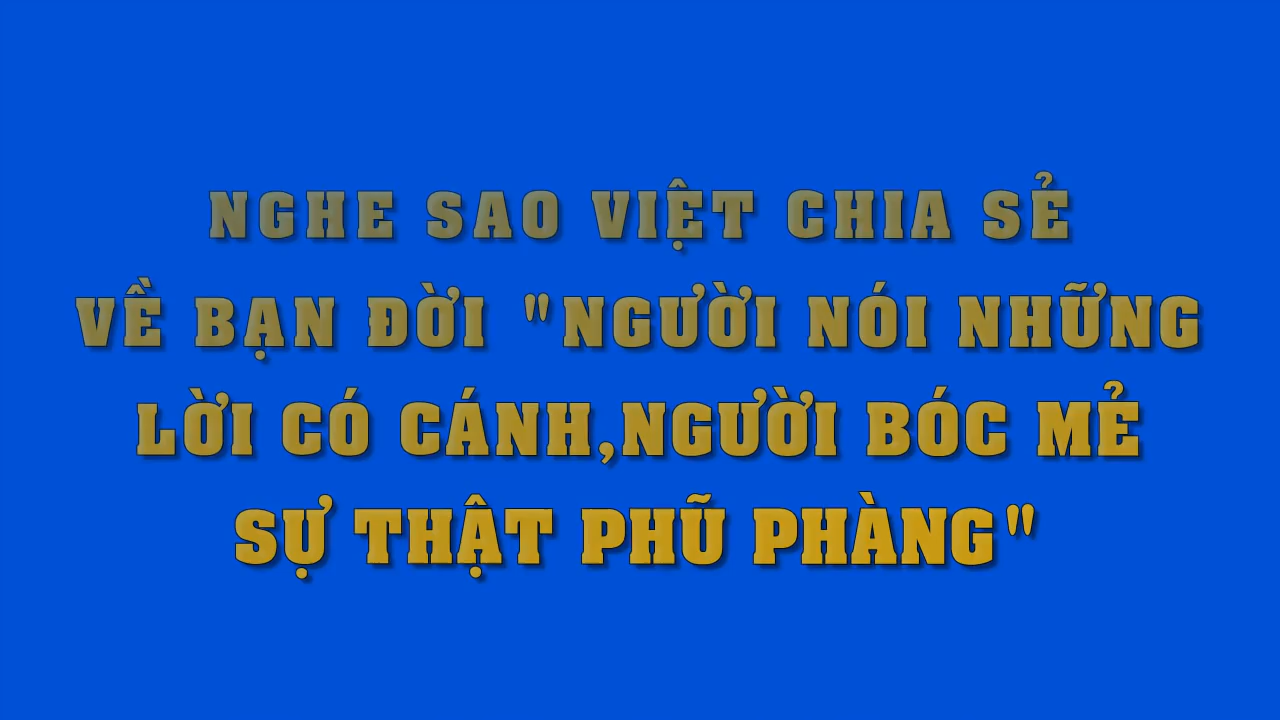 NGHE SAO VIỆT CHIA SẺ
VỀ BẠN ĐỜI "NGƯỜI NÓI NHỮNG
LỜI CÓ CÁNH,NGƯỜI BÓC MẺ
SỰ THẬT PHŨ PHÀNG"